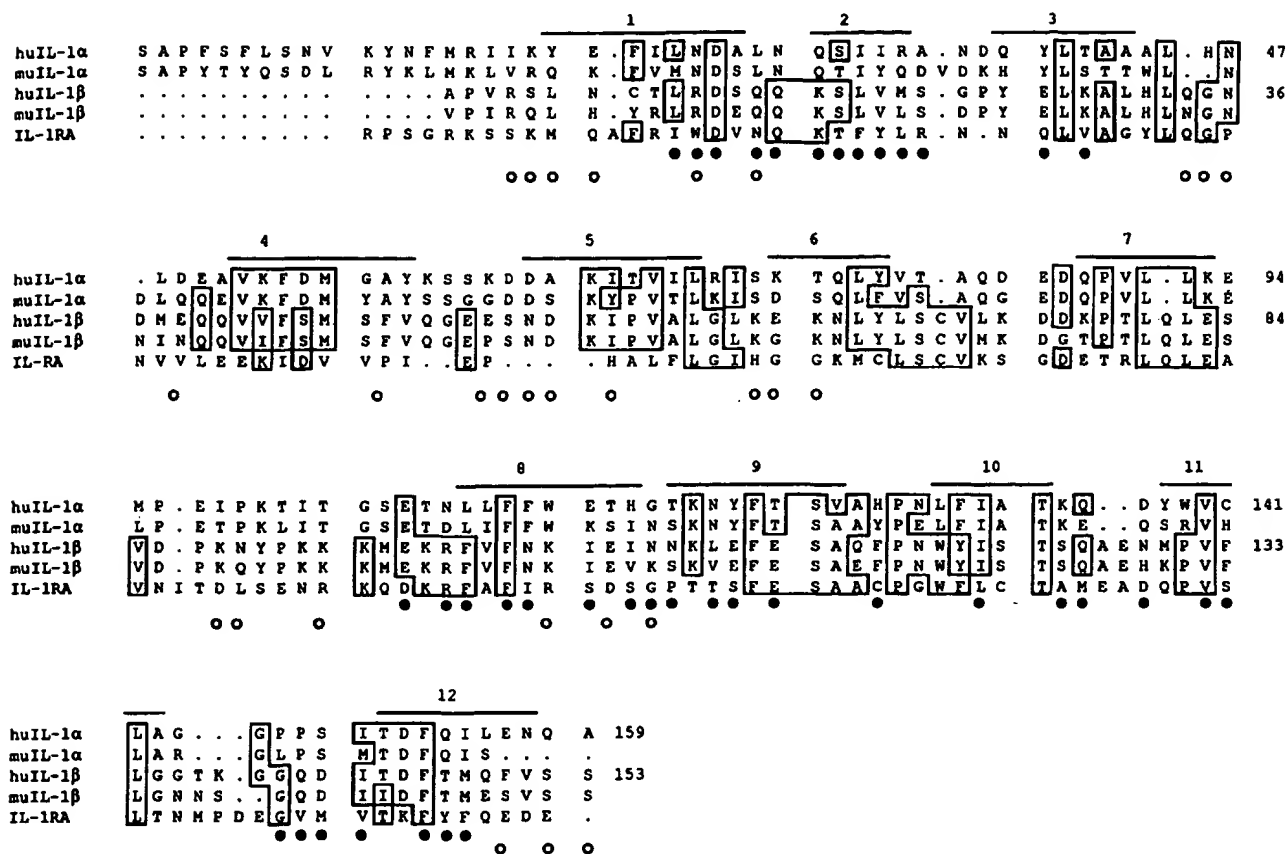 1 2 3
huIL-1α S A P F S F L S N V K Y N F M R I I K Y E . F I L N D A L N Q S I I R A . N D Q Y L T A A A L . H N 47
muIL-1α S A P Y T Y Q S D L R Y K L M K L V R Q K . F V M N D S L N Q T I Y Q D V D K H Y L S T T W L . . N
huIL-1β . . . . . . . . . . . . . . A P V R S L N . C T L R D S Q Q K S L V M S . G P Y E L K A L H L Q G N 36
muIL-1β . . . . . . . . . . . . . . V P I R Q L H . Y R L R D E Q Q K S L V L S . D P Y E L K A L H L N G N
IL-1RA . . . . . . . . . . R P S G R K S S K M Q A F R I W D V N Q K T F Y L R . N . N Q L V A G Y L Q G P
4 5 6 7
huIL-1α . L D E A V K F D M G A Y K S S K D D A K I T V I L R I S K T Q L Y V T . A Q D E D Q P V L . L K E 94
muIL-1α D L Q Q E V K F D M Y A Y S S G G D D S K Y P V T L K I S D S Q L F V S . A Q G E D Q P V L . L K E
huIL-1β D M E Q Q V V F S M S F V Q G E E S N D K I P V A L G L K E K N L Y L S C V L K D D K P T L Q L E S 84
muIL-1β N I N Q Q V I F S M S F V Q G E P S N D K I P V A L G L K G K N L Y L S C V M K D G T P T L Q L E S
IL-RA N V V L E E K I D V V P I . E P . . . . H A L F L G I H G G K M C L S C V K S G D E T R L Q L E A
8 9 10 11
huIL-1α M P . E I P K T I T G S E T N L L F F W E T H G T K N Y F T S V A H P N L F I A T K Q . . D Y W V C 141
muIL-1α L P . E T P K L I T G S E T D L I F F W K S I N S K N Y F T S A A Y P E L F I A T K E . . Q S R V H
huIL-1β V D . P K N Y P K K K M E K R F V F N K I E I N N K L E F E S A Q F P N W Y I S T S Q A E N M P V F 133
muIL-1β V D . P K Q Y P K K K M E K R F V F N K I E V K S K V E F E S A E F P N W Y I S T S Q A E H K P V F
IL-1RA V N I T D L S E N R K Q D K R F A F I R S D S G P T T S F E S A A C P G W F L C T A M E A D Q P V S
12
huIL-1α L A G . . . G P P S I T D F Q I L E N Q A 159
muIL-1α L A R . . . G L P S M T D F Q I S . . . .
huIL-1β L G G T K . G G Q D I T D F T M Q F V S S 153
muIL-1β L G N N S . . G Q D I I D F T M E S V S S
IL-1RA L T N M P D E G V M V T K F Y F Q E D E .